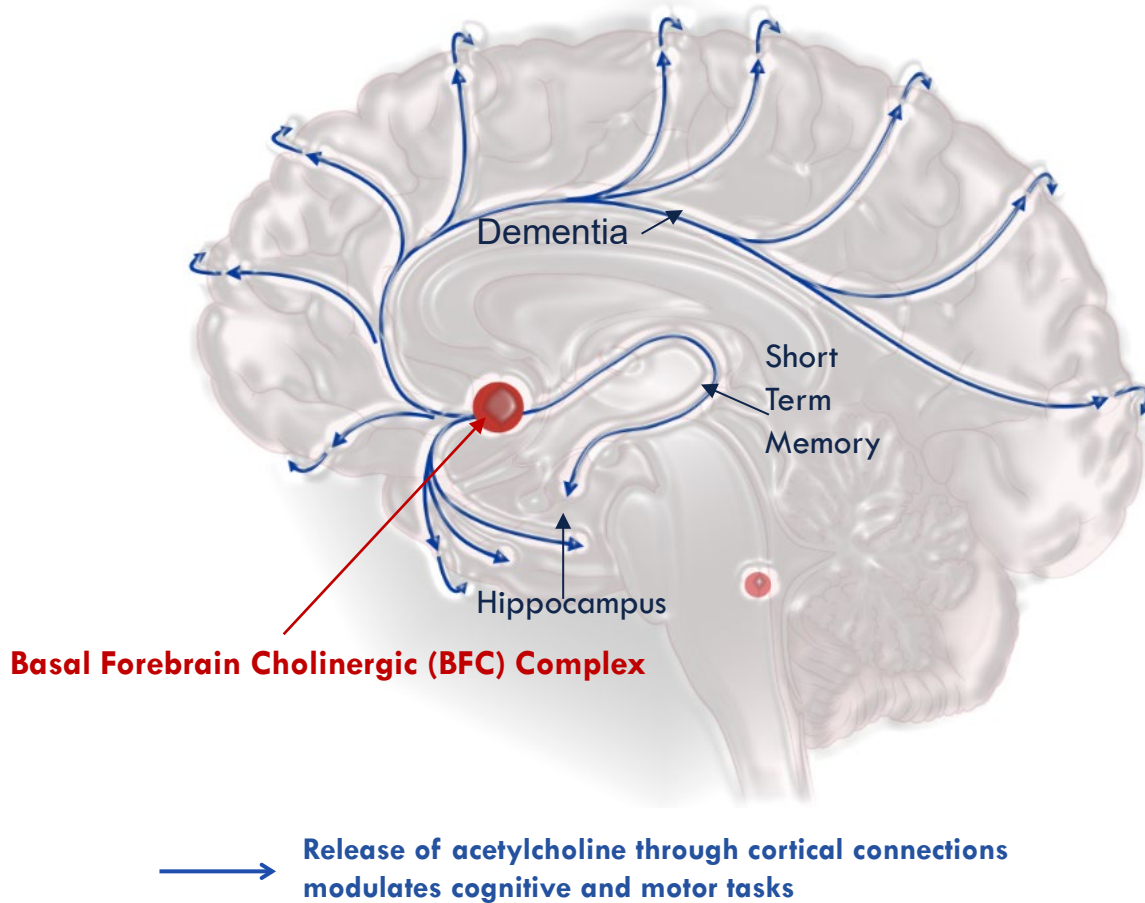 Dementia
Short
Term
Memory
Hippocampus
Basal Forebrain Cholinergic (BFC) Complex
Release of acetylcholine through cortical connections
modulates cognitive and motor tasks